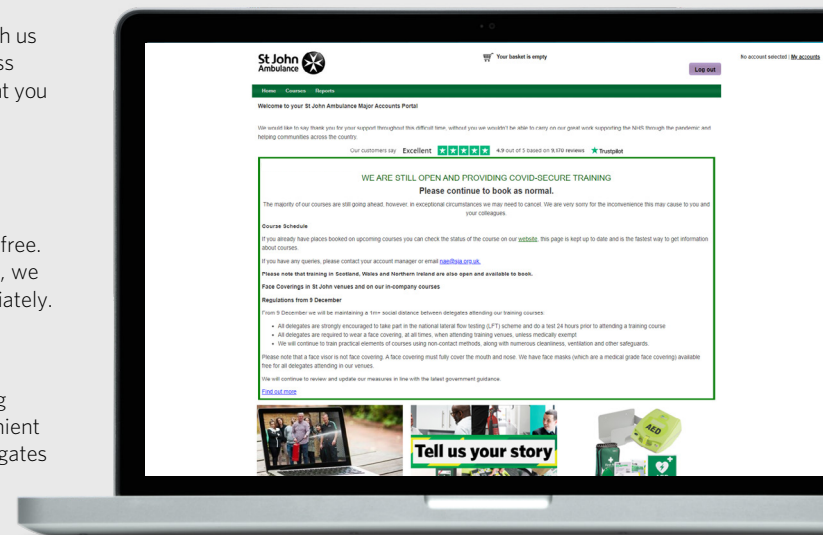 h us
ss
at you
free.
, we
iately.
g
nient
gates
St John
Ambulance
Your basket is empty
No account selected | My accounts
Log out
Home Courses Reports
Welcome to your St John Ambulance Major Accounts Portal
We would like to say thank you for your support throughout this difficult time, without you we wouldn't be able to carry on our great work supporting the NHS through the pandemic and
helping communities across the country.
Our customers say Excellent 4.9 out of 5 based on 9,170 reviews Trustpilot
WE ARE STILL OPEN AND PROVIDING COVID-SECURE TRAINING
Please continue to book as normal.
The majority of our courses are still going ahead, however, in exceptional circumstances we may need to cancel. We are very sorry for the inconvenience this may cause to you and
your colleagues.
Course Schedule
If you already have places booked on upcoming courses you can check the status of the course on our website, this page is kept up to date and is the fastest way to get information
about courses.
If you have any queries, please contact your account manager or email nae@sja.org.uk.
Please note that training in Scotland, Wales and Northern Ireland are also open and available to book.
Face Coverings in St John venues and on our in-company courses
Regulations from 9 December
From 9 December we will be maintaining a 1m+ social distance between delegates attending our training courses:
• All delegates are strongly encouraged to take part in the national lateral flow testing (LFT) scheme and do a test 24 hours prior to attending a training course
• All delegates are required to wear a face covering, at all times, when attending training venues, unless medically exempt
• We will continue to train practical elements of courses using non-contact methods, along with numerous cleanliness, ventilation and other safeguards.
Please note that a face visor is not face covering. A face covering must fully cover the mouth and nose. We have face masks (which are a medical grade face covering) available
free for all delegates attending in our venues.
We will continue to review and update our measures in line with the latest government guidance.
Find out more
Tell us your story
AED
AED